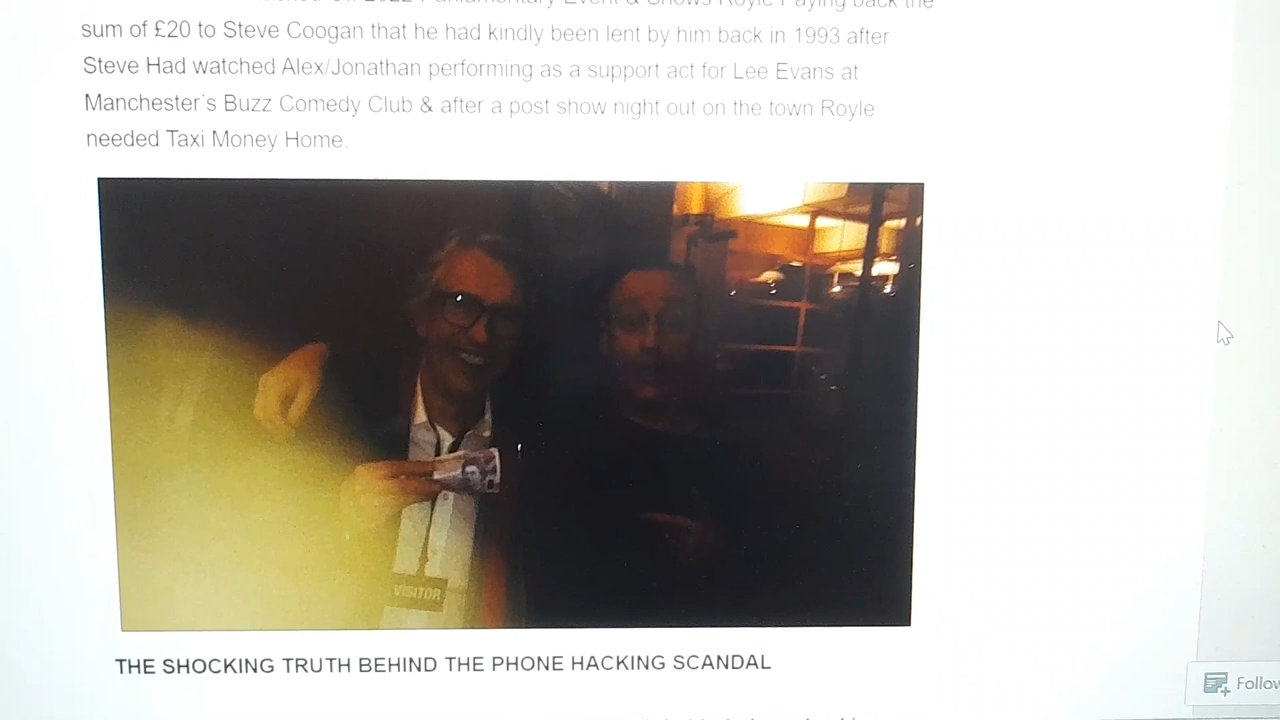 sum of £20 to Steve Coogan that he had kindly been lent by him back in 1993 after
Steve Had watched Alex/Jonathan performing as a support act for Lee Evans at
Manchester's Buzz Comedy Club & after a post show night out on the town Royle
needed Taxi Money Home.
VISITOR
THE SHOCKING TRUTH BEHIND THE PHONE HACKING SCANDAL
Follow